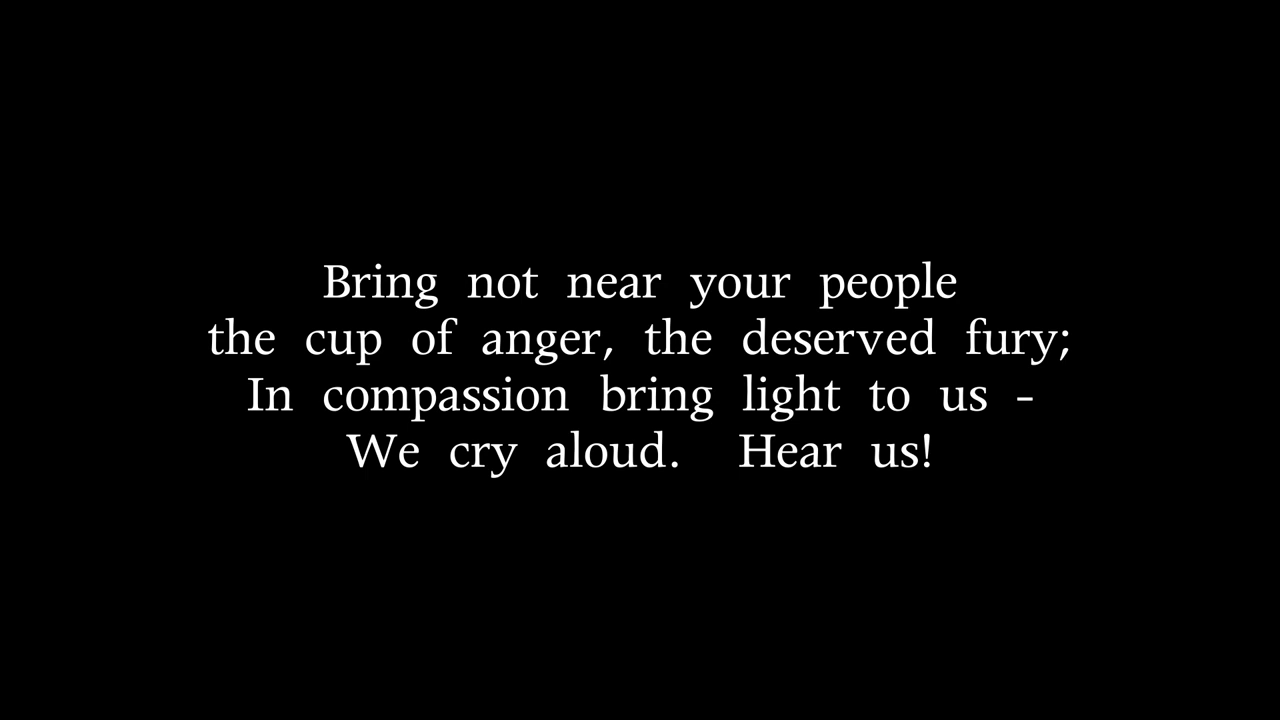 Bring not near your people
the cup of anger, the deserved fury;
In compassion bring light to us -
We cry aloud. Hear us!